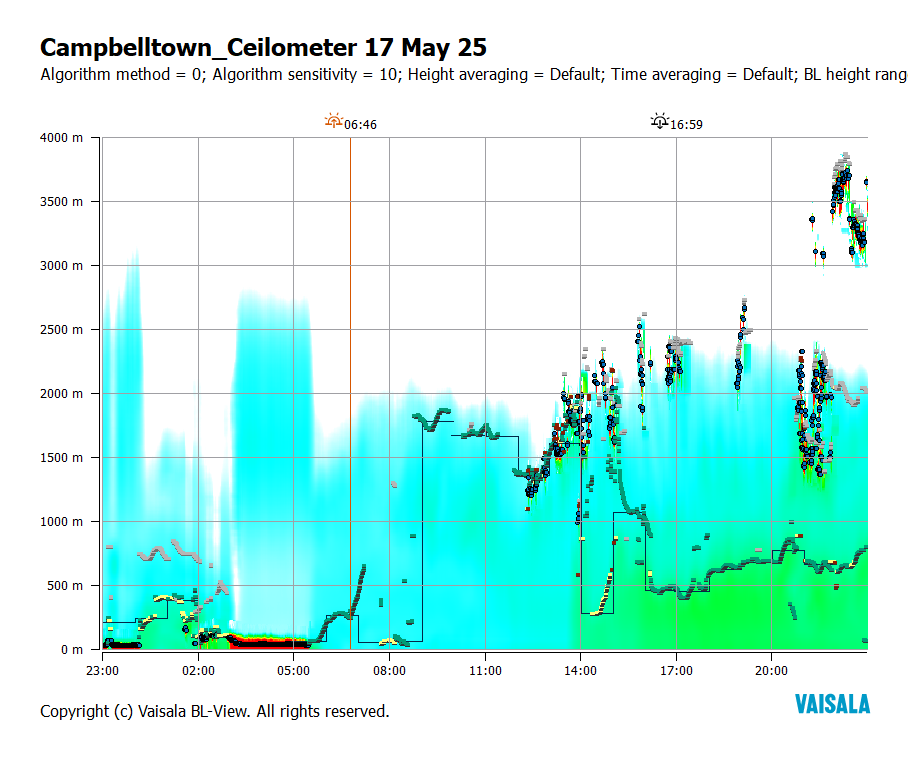 Campbelltown_Ceilometer 17 May 25
Algorithm method = 0; Algorithm sensitivity = 10; Height averaging = Default; Time averaging = Default; BL height rang
06:46
16:59
4000 m
3500 m
3000 m
2500 m
2000 m
1500 m
1000 m
500 m
0 m
23:00 02:00 05:00 08:00 11:00 14:00 17:00 20:00
VAISALA
Copyright (c) Vaisala BL-View. All rights reserved.